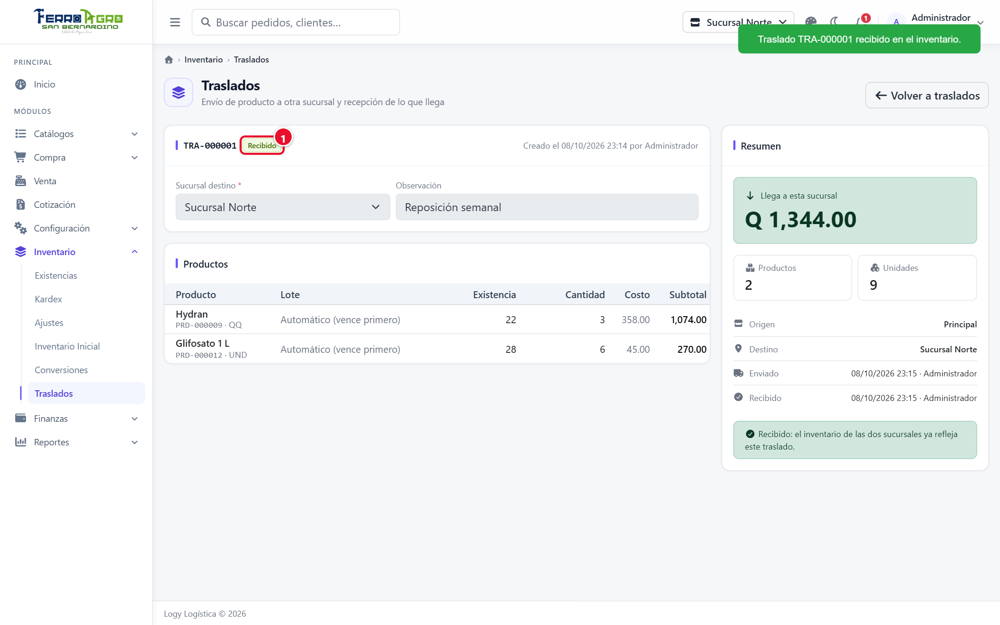 FERRO AGRO
SAN BERNARDINO
Buscar pedidos, clientes...
Sucursal Norte
1
A
Administrador
Traslado TRA-000001 recibido en el inventario.
PRINCIPAL
Inicio
MÓDULOS
Catálogos
Compra
Venta
Cotización
Configuración
Inventario
Existencias
Kardex
Ajustes
Inventario Inicial
Conversiones
Traslados
Finanzas
Reportes
› Inventario › Traslados
Traslados
Envío de producto a otra sucursal y recepción de lo que llega
Volver a traslados
TRA-000001 Recibido 1
Creado el 08/10/2026 23:14 por Administrador
Sucursal destino * Observación
Sucursal Norte Reposición semanal
Productos
Producto Lote Existencia Cantidad Costo Subtotal
Hydran
PRD-000009 · QQ Automático (vence primero) 22 3 358.00 1,074.00
Glifosato 1 L
PRD-000012 · UND Automático (vence primero) 28 6 45.00 270.00
Resumen
Llega a esta sucursal
Q 1,344.00
Productos
2
Unidades
9
Origen Principal
Destino Sucursal Norte
Enviado 08/10/2026 23:15 · Administrador
Recibido 08/10/2026 23:15 · Administrador
Recibido: el inventario de las dos sucursales ya refleja
este traslado.
Logy Logística © 2026